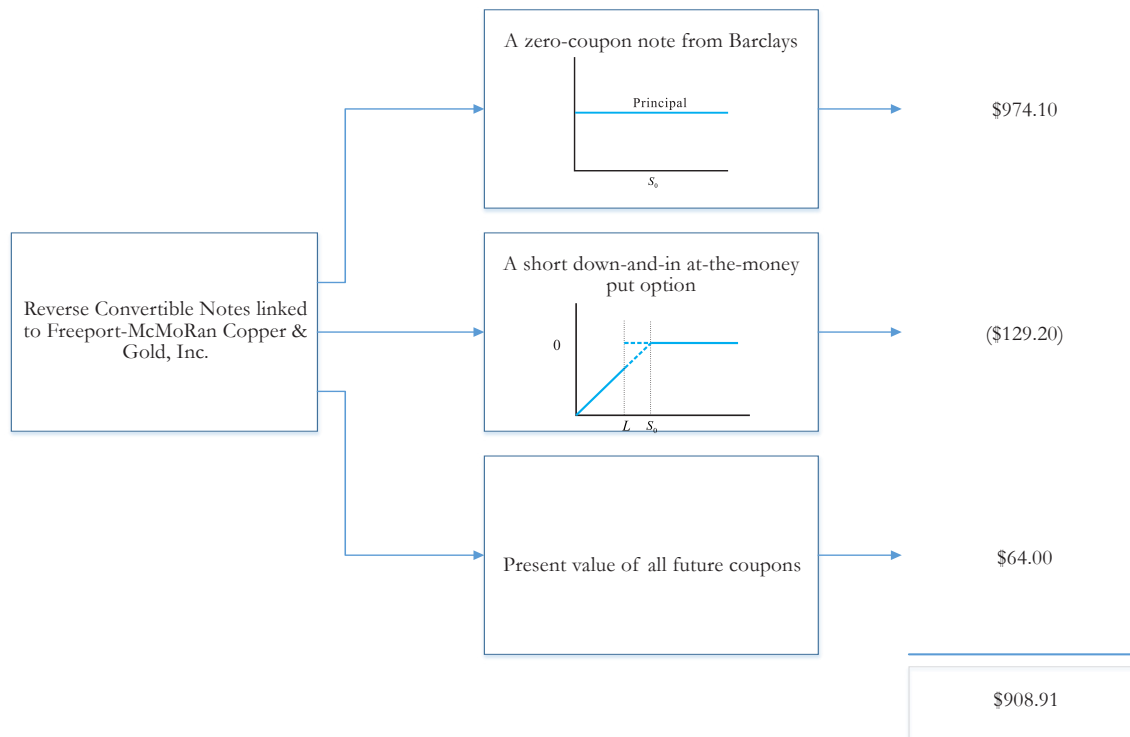 A zero-coupon note from Barclays
Principal
S₀
$974.10
Reverse Convertible Notes linked
to Freeport-McMoRan Copper &
Gold, Inc.
A short down-and-in at-the-money
put option
0
L S₀
($129.20)
Present value of all future coupons
$64.00
$908.91